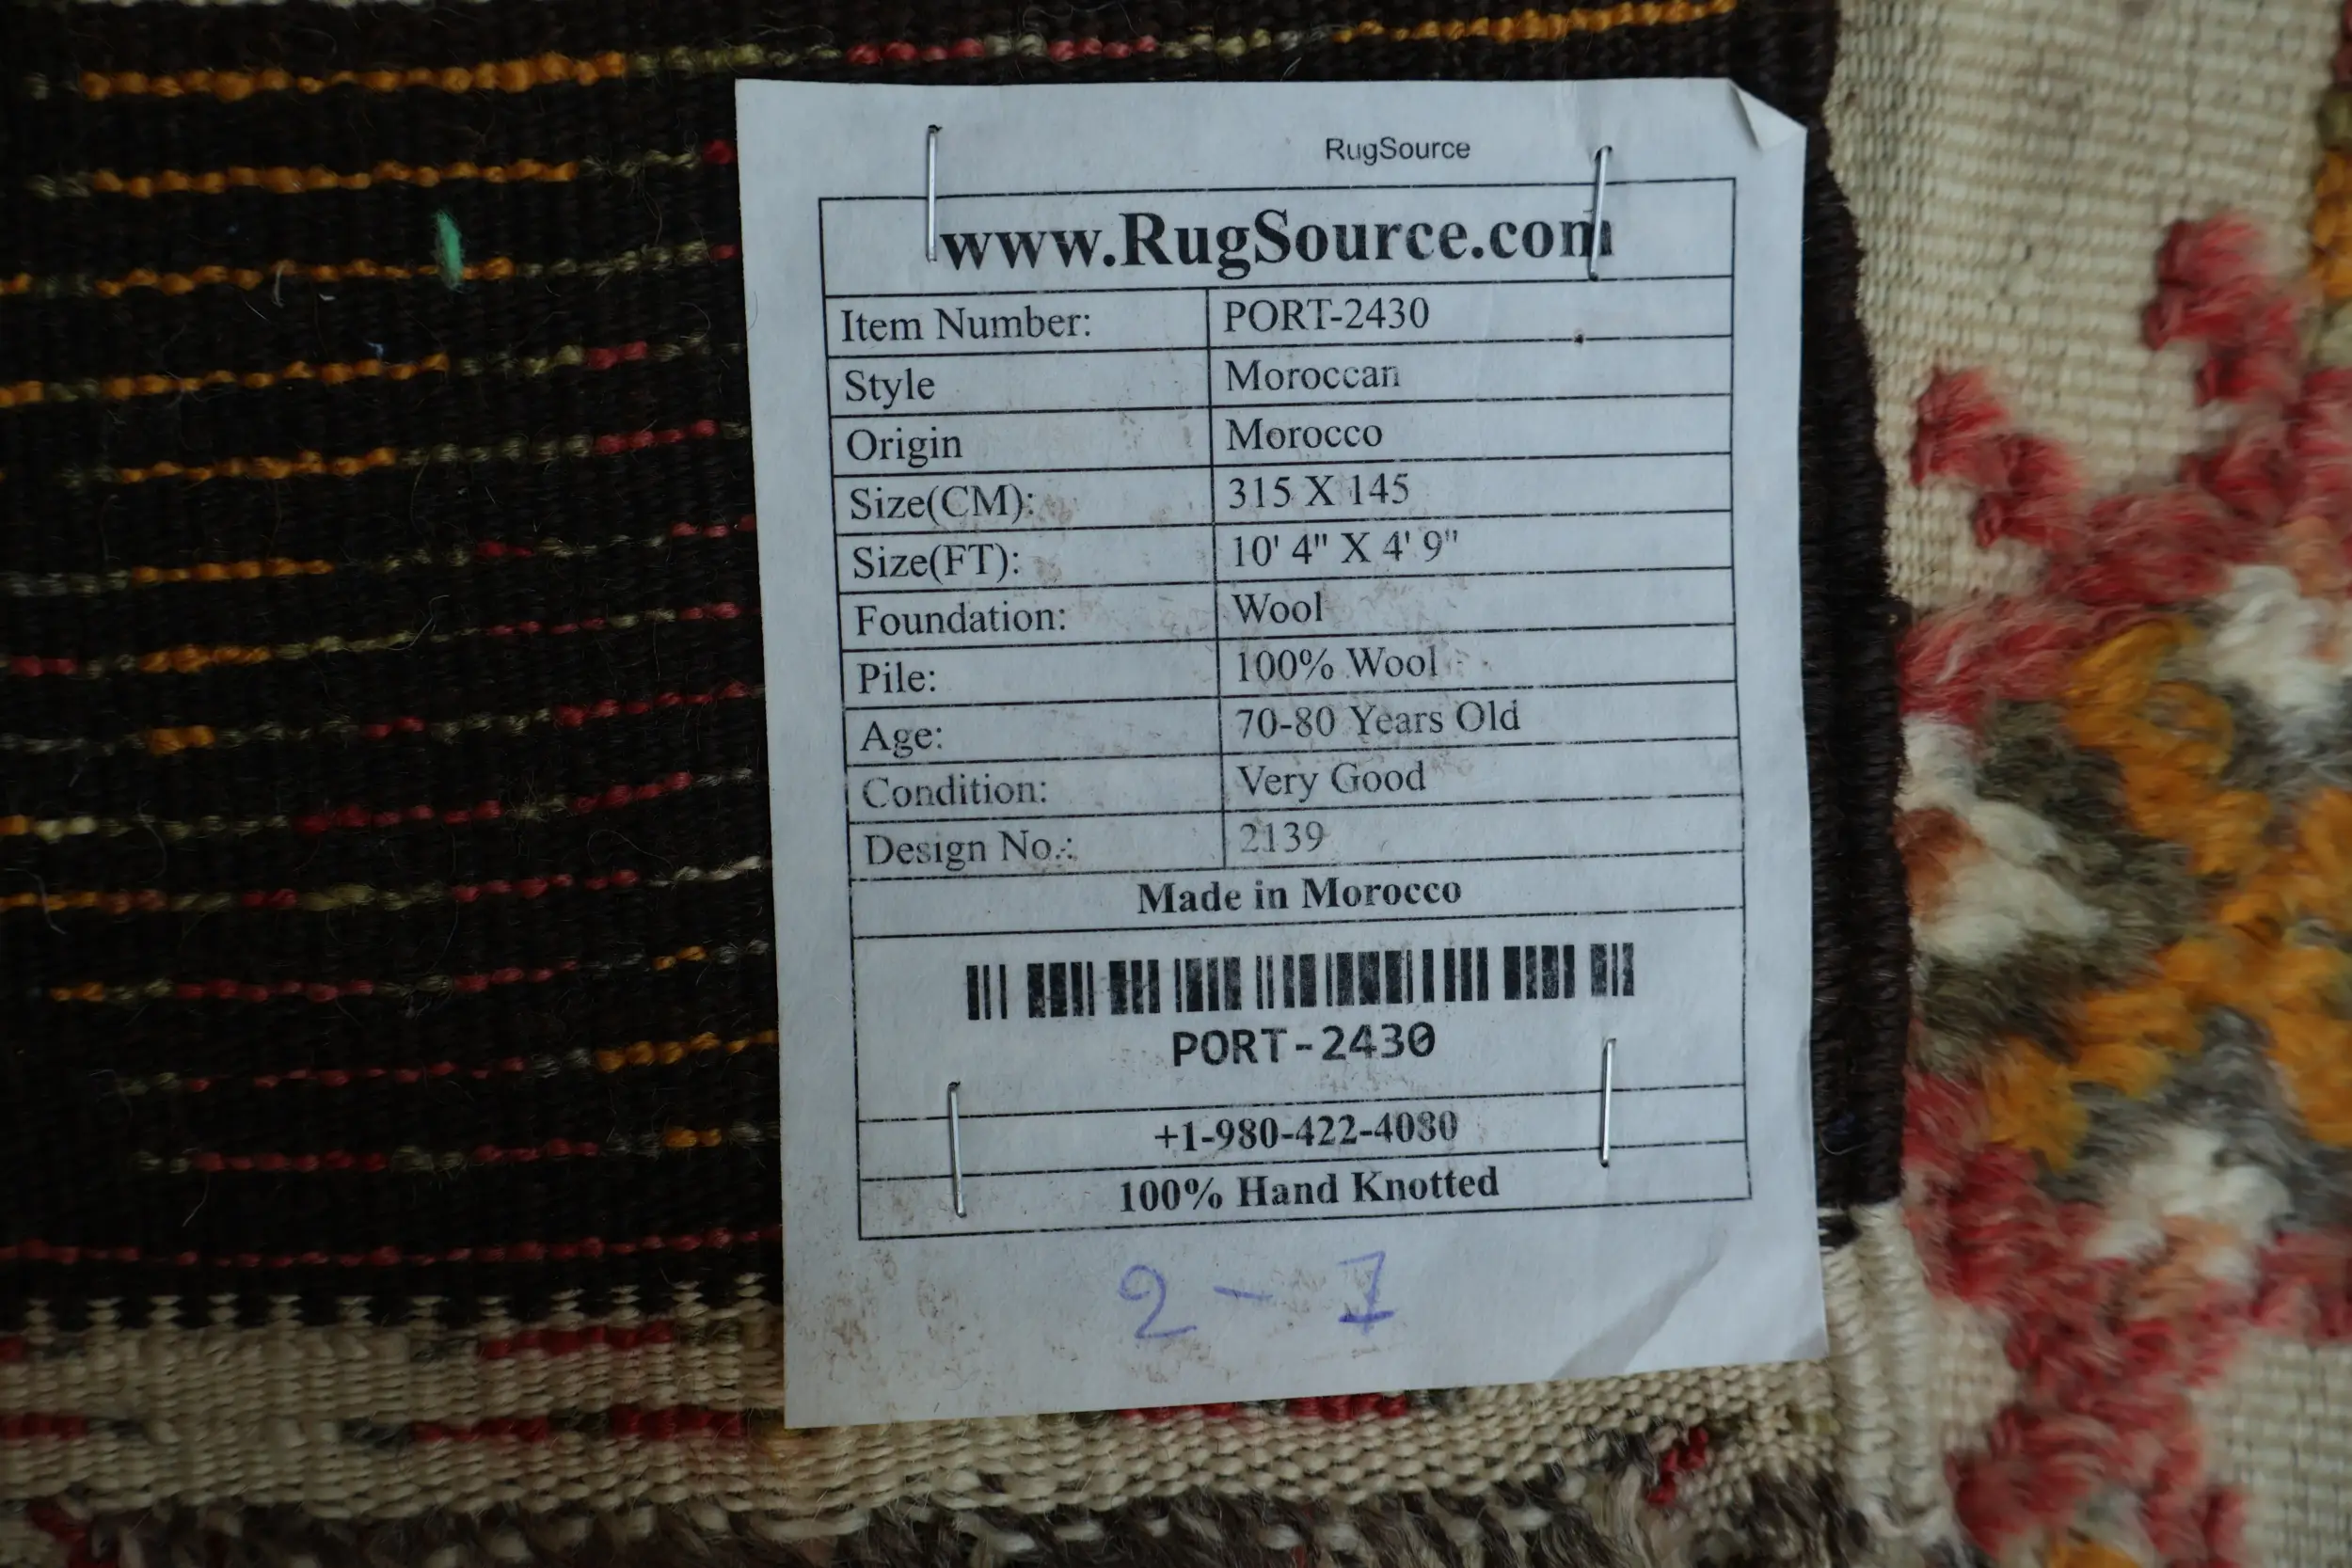 RugSource
www.RugSource.com
Item Number: PORT-2430
Style Moroccan
Origin Morocco
Size(CM): 315 X 145
Size(FT): 10' 4" X 4' 9"
Foundation: Wool
Pile: 100% Wool
Age: 70-80 Years Old
Condition: Very Good
Design No.: 2139
Made in Morocco
PORT-2430
+1-980-422-4080
100% Hand Knotted
2-7